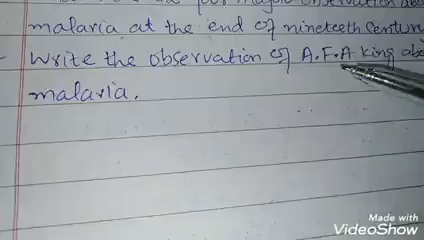 malaria at the end of nineteeth Centur
Write the observation of A.F.A King abo
malaria.
Made with
VideoShow